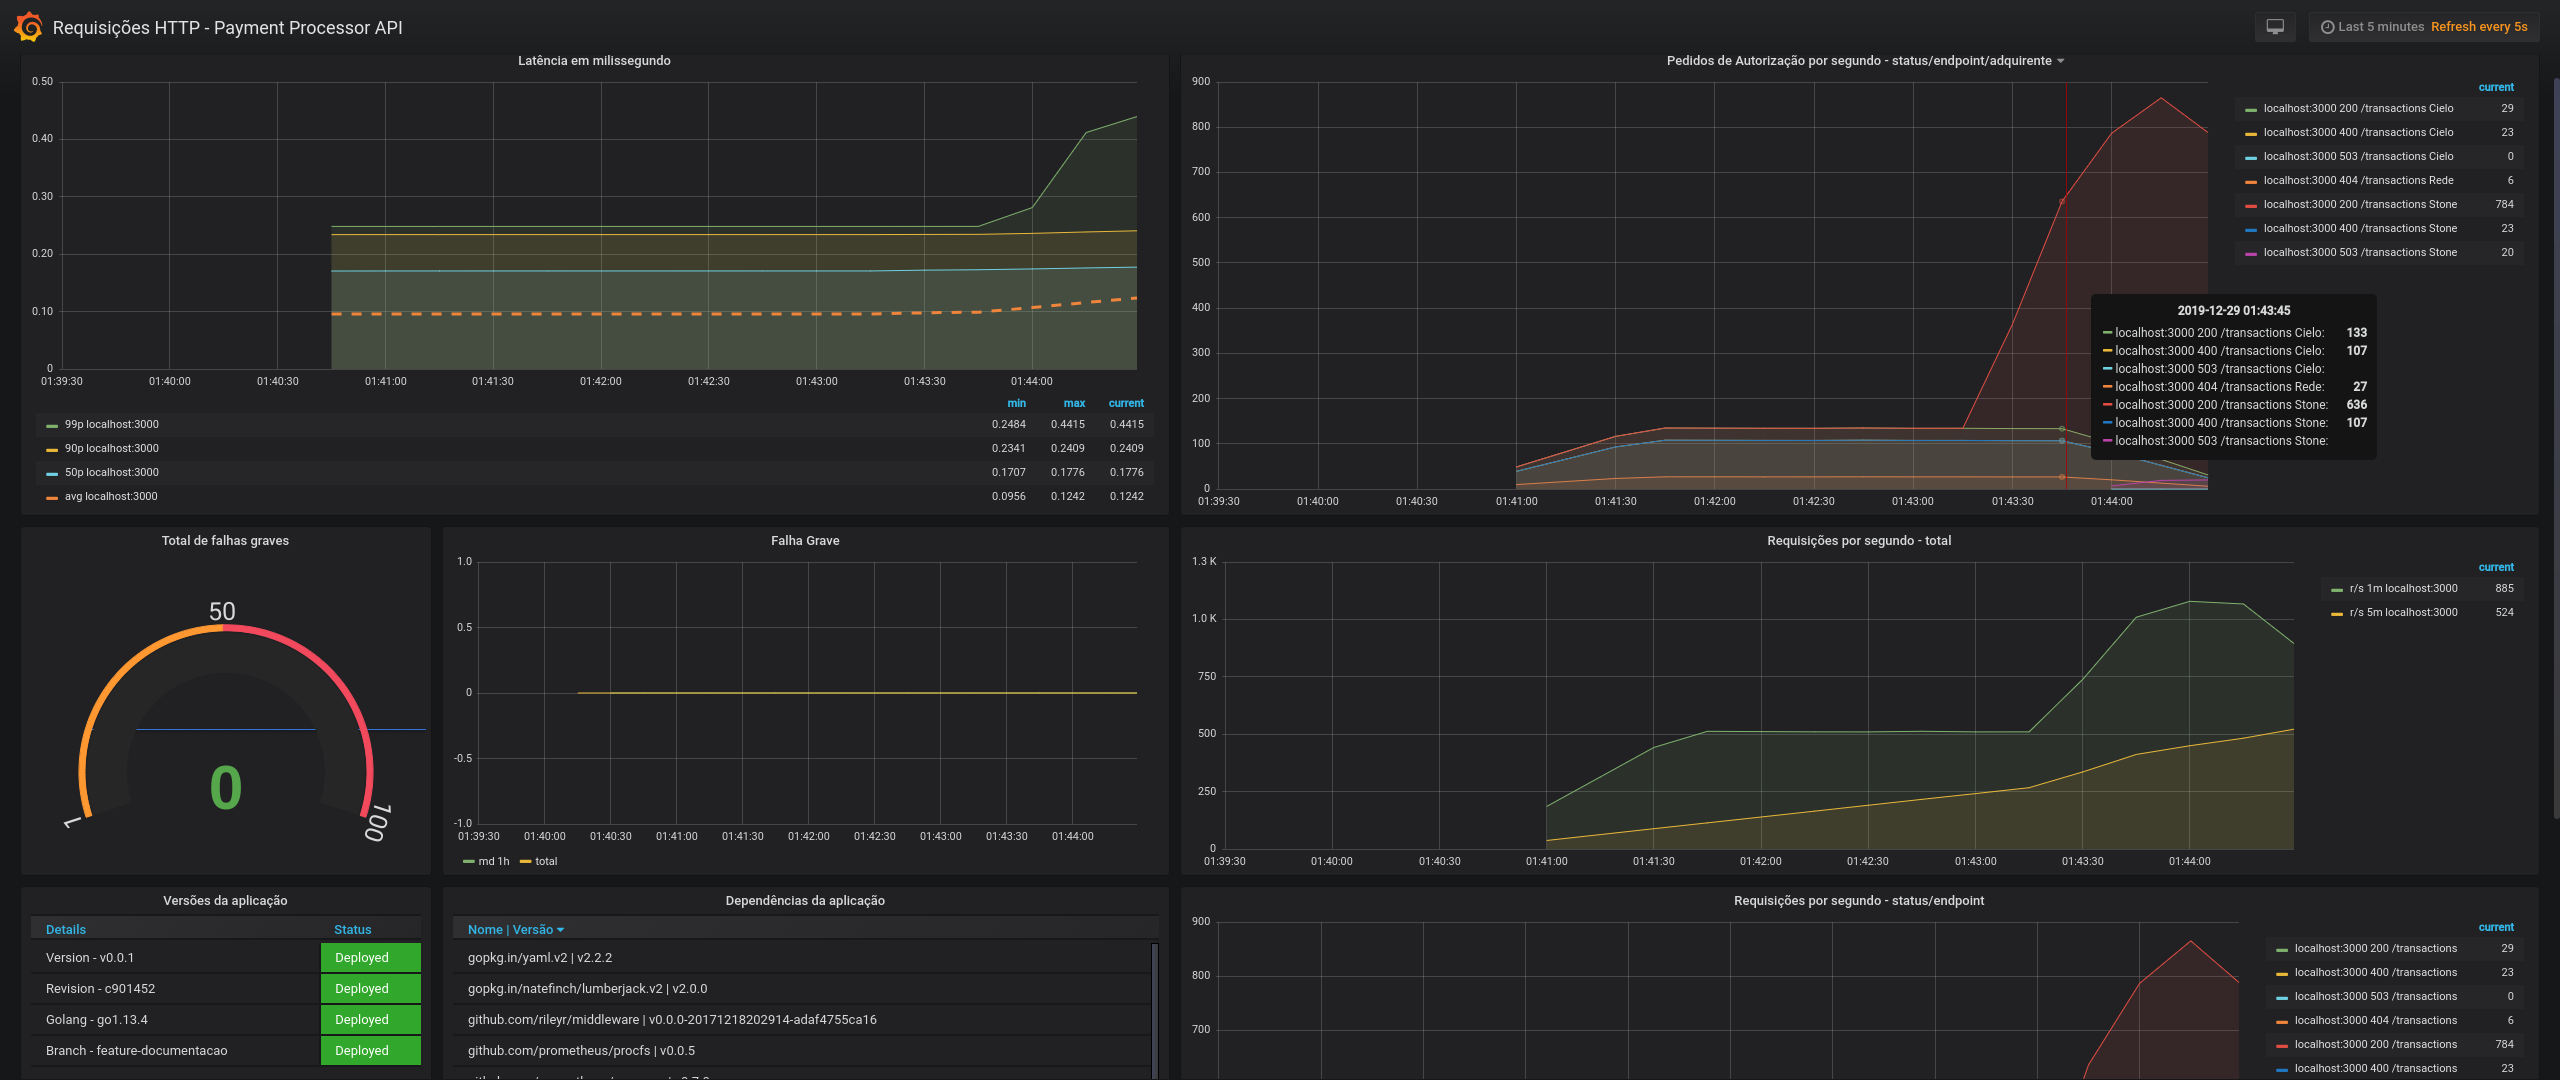 Requisições HTTP - Payment Processor API
Last 5 minutes Refresh every 5s
Latência em milissegundo
0.50
0.40
0.30
0.20
0.10
0
01:39:30 01:40:00 01:40:30 01:41:00 01:41:30 01:42:00 01:42:30 01:43:00 01:43:30 01:44:00
min max current
99p localhost:3000 0.2484 0.4415 0.4415
90p localhost:3000 0.2341 0.2409 0.2409
50p localhost:3000 0.1707 0.1776 0.1776
avg localhost:3000 0.0956 0.1242 0.1242
Pedidos de Autorização por segundo - status/endpoint/adquirente
900
800
700
600
500
400
300
200
100
0
01:39:30 01:40:00 01:40:30 01:41:00 01:41:30 01:42:00 01:42:30 01:43:00 01:43:30 01:44:00
current
localhost:3000 200 /transactions Cielo 29
localhost:3000 400 /transactions Cielo 23
localhost:3000 503 /transactions Cielo 0
localhost:3000 404 /transactions Rede 6
localhost:3000 200 /transactions Stone 784
localhost:3000 400 /transactions Stone 23
localhost:3000 503 /transactions Stone 20
2019-12-29 01:43:45
localhost:3000 200 /transactions Cielo: 133
localhost:3000 400 /transactions Cielo: 107
localhost:3000 503 /transactions Cielo:
localhost:3000 404 /transactions Rede: 27
localhost:3000 200 /transactions Stone: 636
localhost:3000 400 /transactions Stone: 107
localhost:3000 503 /transactions Stone:
Total de falhas graves
50
1
100
0
Falha Grave
1.0
0.5
0
-0.5
-1.0
01:39:30 01:40:00 01:40:30 01:41:00 01:41:30 01:42:00 01:42:30 01:43:00 01:43:30 01:44:00
md 1h total
Requisições por segundo - total
1.3 K
1.0 K
750
500
250
0
01:39:30 01:40:00 01:40:30 01:41:00 01:41:30 01:42:00 01:42:30 01:43:00 01:43:30 01:44:00
current
r/s 1m localhost:3000 885
r/s 5m localhost:3000 524
Versões da aplicação
Details Status
Version - v0.0.1 Deployed
Revision - c901452 Deployed
Golang - go1.13.4 Deployed
Branch - feature-documentacao Deployed
Dependências da aplicação
Nome | Versão
gopkg.in/yaml.v2 | v2.2.2
gopkg.in/natefinch/lumberjack.v2 | v2.0.0
github.com/rileyr/middleware | v0.0.0-20171218202914-adaf4755ca16
github.com/prometheus/procfs | v0.0.5
Requisições por segundo - status/endpoint
900
800
700
current
localhost:3000 200 /transactions 29
localhost:3000 400 /transactions 23
localhost:3000 503 /transactions 0
localhost:3000 404 /transactions 6
localhost:3000 200 /transactions 784
localhost:3000 400 /transactions 23